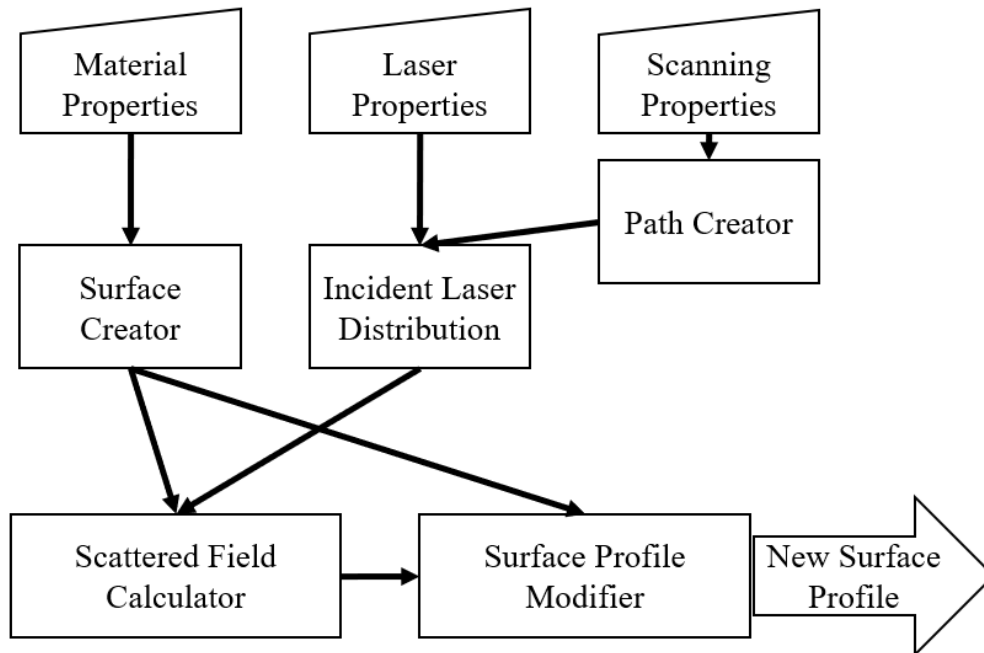 Material
Properties
Laser
Properties
Scanning
Properties
Path Creator
Surface
Creator
Incident Laser
Distribution
Scattered Field
Calculator
Surface Profile
Modifier
New Surface
Profile